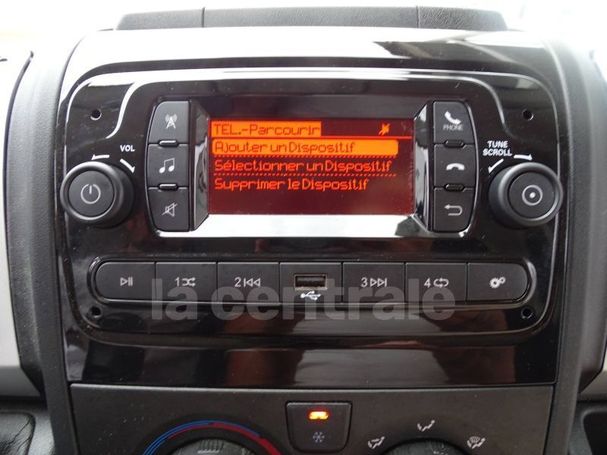 TEL.-Parcourir
Ajouter un Dispositif
Sélectionner un Dispositif
Supprimer le Dispositif
VOL
PHONE
TUNE
SCROLL
1
2
3
4
la centrale